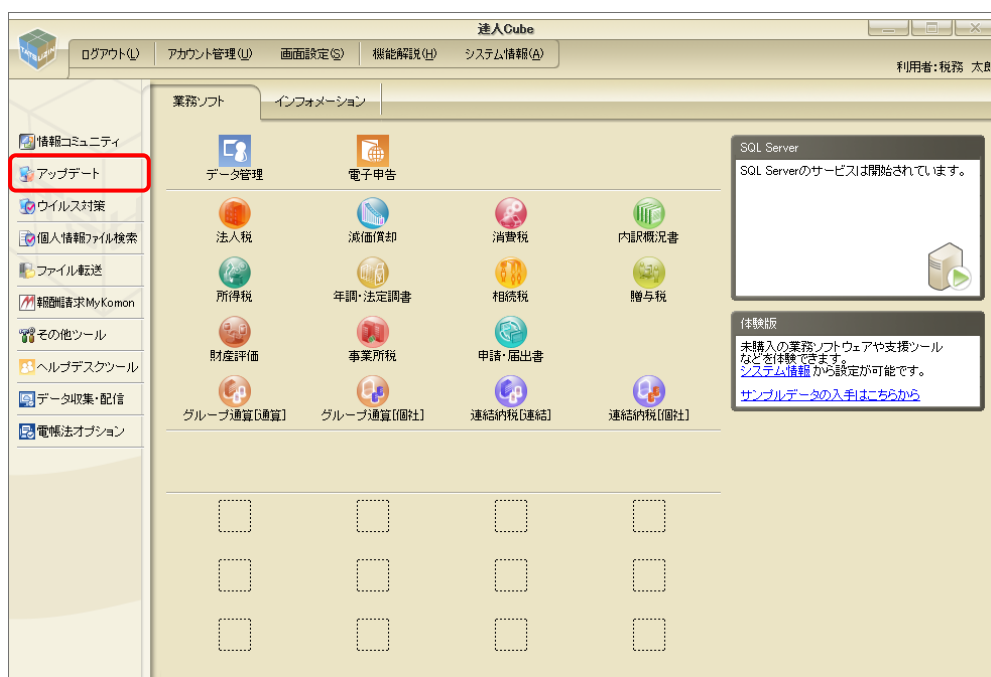 達人Cube
ログアウト(L)
アカウント管理(U)
画面設定(S)
機能解説(H)
システム情報(A)
利用者:税務 太郎
業務ソフト
インフォメーション
情報コミュニティ
アップデート
ウイルス対策
個人情報ファイル検索
ファイル転送
報酬請求MyKomon
その他ツール
ヘルプデスクツール
データ収集・配信
電帳法オプション
データ管理
電子申告
法人税
減価償却
消費税
内訳概況書
所得税
年調・法定調書
相続税
贈与税
財産評価
事業所税
申請・届出書
グループ通算[通算]
グループ通算[個社]
連結納税[連結]
連結納税[個社]
SQL Server
SQL Serverのサービスは開始されています。
体験版
未購入の業務ソフトウェアや支援ツール
などを体験できます。
システム情報 から設定が可能です。
サンプルデータの入手はこちらから